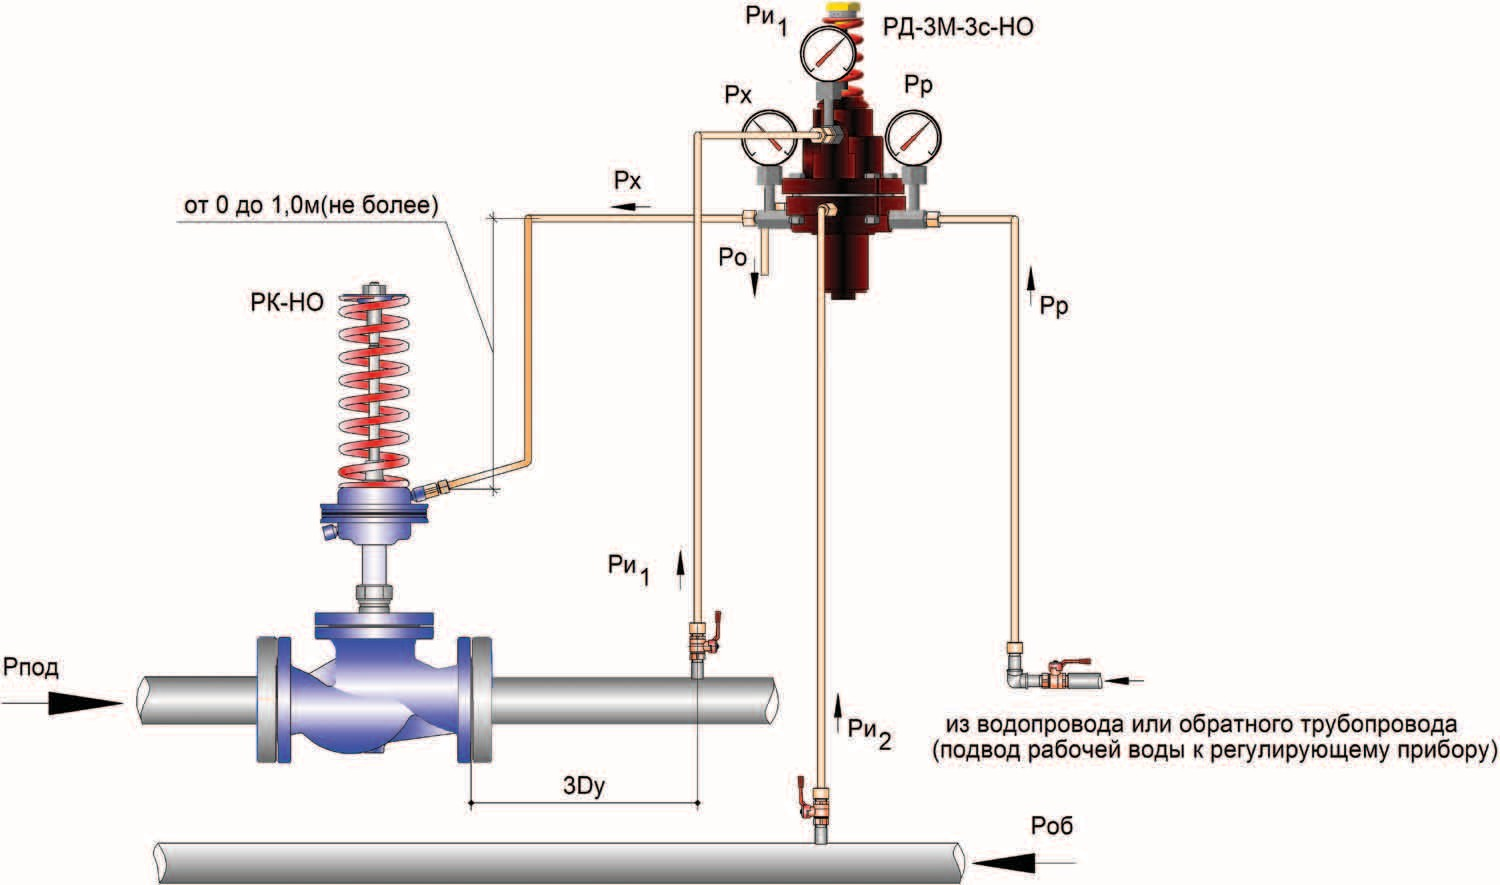 Ри1
РД-3М-3с-НО
Рх
Рр
Рх
от 0 до 1,0м(не более)
Ро
РК-НО
Рр
Ри1
Рпод
из водопровода или обратного трубопровода
(подвод рабочей воды к регулирующему прибору)
Ри2
3Dy
Роб